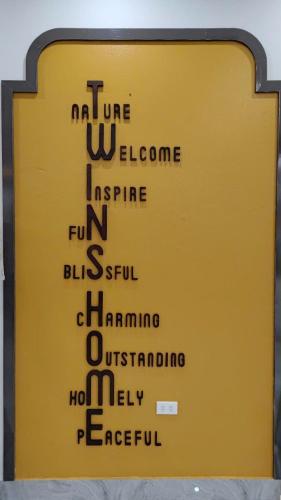 NATURE
WELCOME
INSPIRE
FUN
BLISSFUL
CHARMING
OUTSTANDING
HOMELY
PEACEFUL